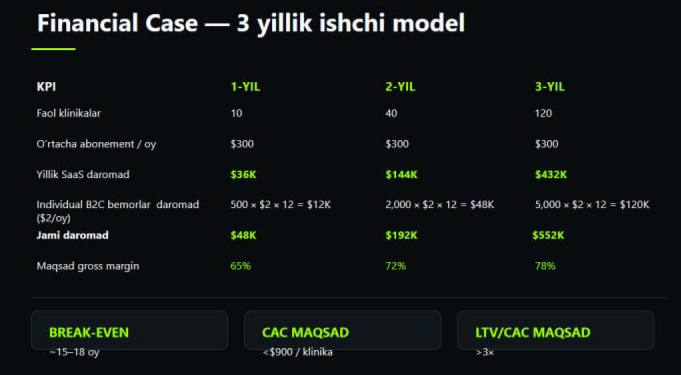 Financial Case — 3 yillik ishchi model
KPI 1-YIL 2-YIL 3-YIL
Faol klinikalar 10 40 120
O'rtacha abonement / oy $300 $300 $300
Yillik SaaS daromad $36K $144K $432K
Individual B2C bemorlar daromad 500 × $2 × 12 = $12K 2,000 × $2 × 12 = $48K 5,000 × $2 × 12 = $120K
($2/oy)
Jami daromad $48K $192K $552K
Maqsad gross margin 65% 72% 78%
BREAK-EVEN CAC MAQSAD LTV/CAC MAQSAD
~15–18 oy <$900 / klinika >3×